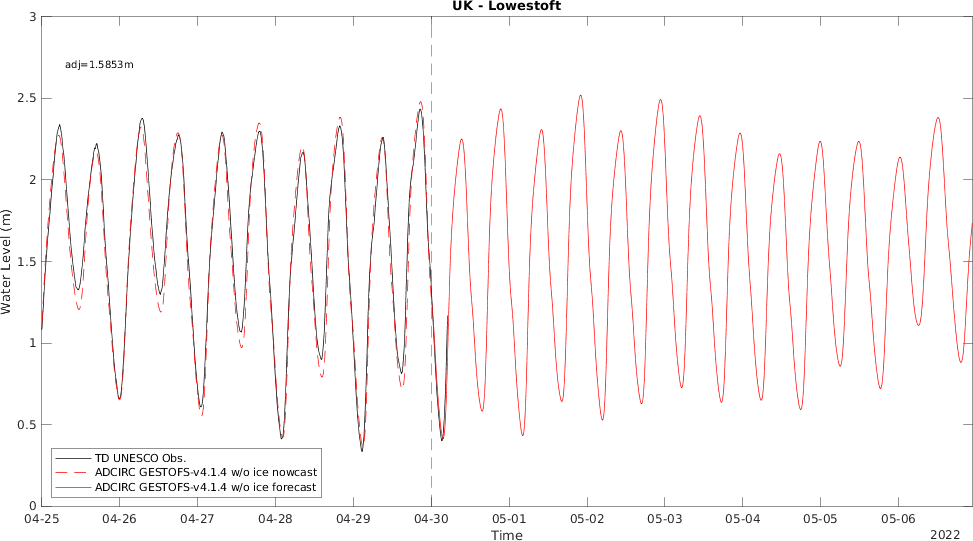 UK - Lowestoft
adj=1.5853m
Water Level (m)
3
2.5
2
1.5
1
0.5
0
TD UNESCO Obs.
ADCIRC GESTOFS-v4.1.4 w/o ice nowcast
ADCIRC GESTOFS-v4.1.4 w/o ice forecast
04-25 04-26 04-27 04-28 04-29 04-30 05-01 05-02 05-03 05-04 05-05 05-06
Time
2022